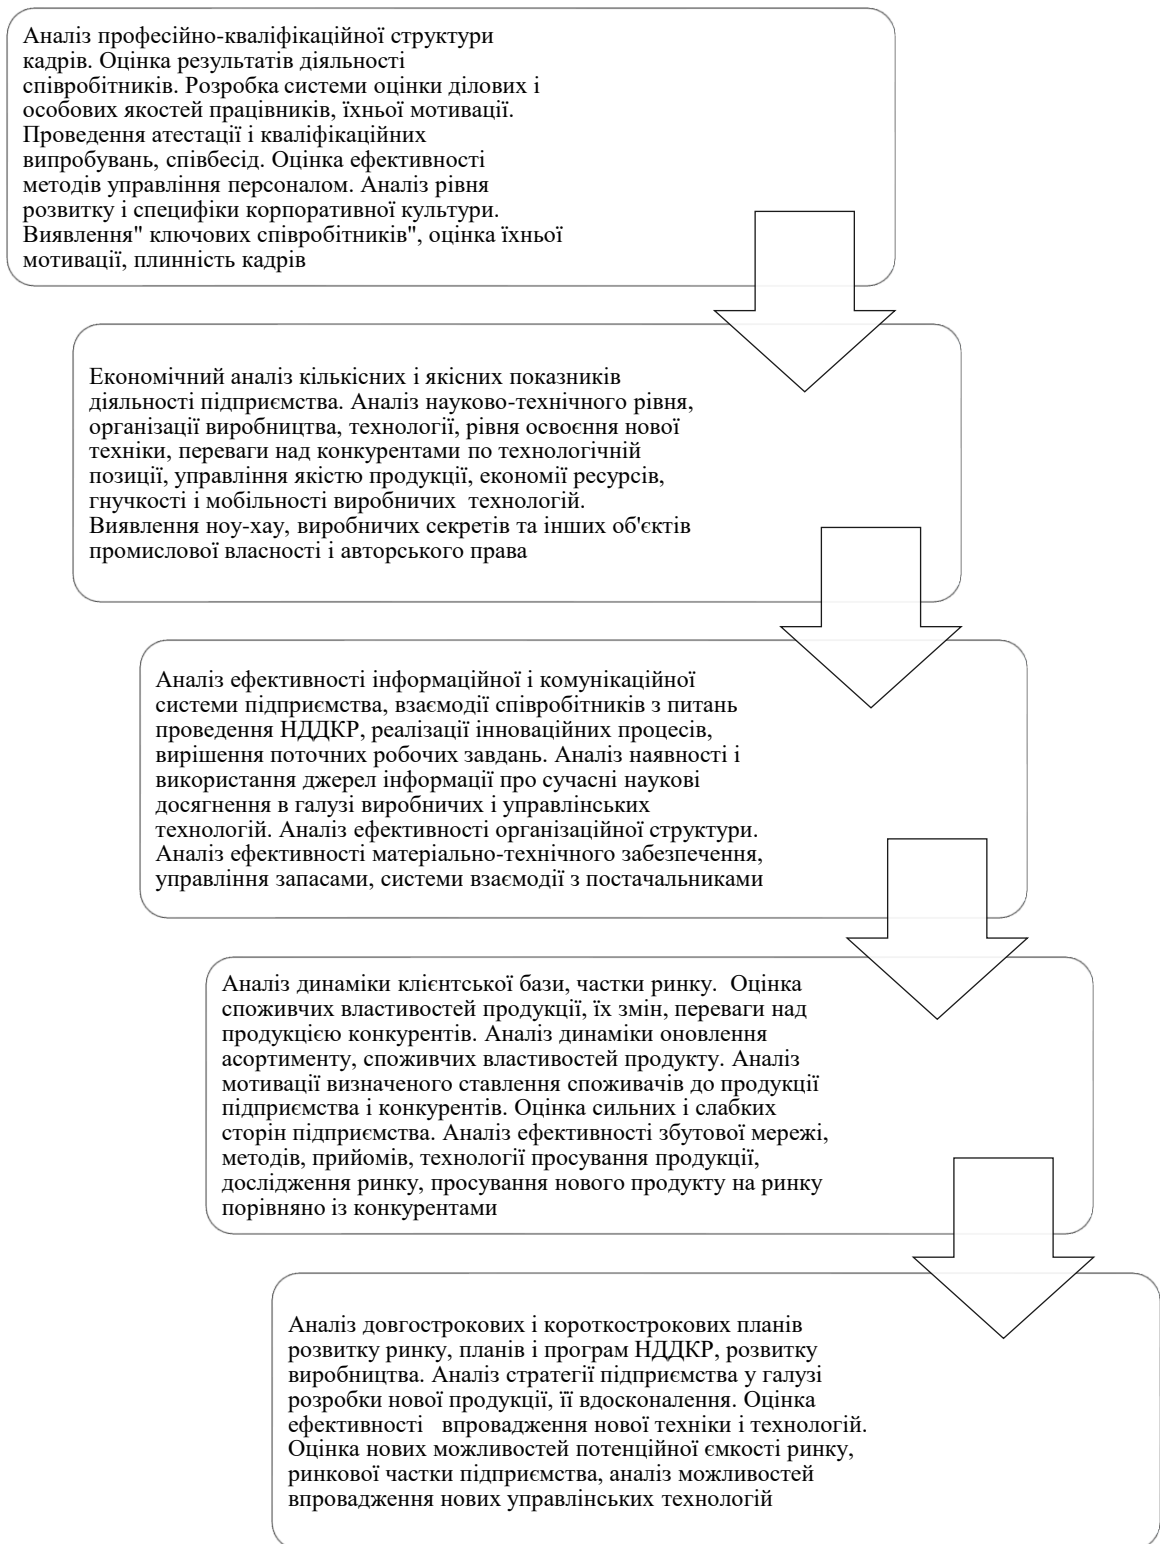 Аналіз професійно-кваліфікаційної структури
кадрів. Оцінка результатів діяльності
співробітників. Розробка системи оцінки ділових і
особових якостей працівників, їхньої мотивації.
Проведення атестації і кваліфікаційних
випробувань, співбесід. Оцінка ефективності
методів управління персоналом. Аналіз рівня
розвитку і специфіки корпоративної культури.
Виявлення" ключових співробітників", оцінка їхньої
мотивації, плинність кадрів
Економічний аналіз кількісних і якісних показників
діяльності підприємства. Аналіз науково-технічного рівня,
організації виробництва, технології, рівня освоєння нової
техніки, переваги над конкурентами по технологічній
позиції, управління якістю продукції, економії ресурсів,
гнучкості і мобільності виробничих  технологій.
Виявлення ноу-хау, виробничих секретів та інших об'єктів
промислової власності і авторського права
Аналіз ефективності інформаційної і комунікаційної
системи підприємства, взаємодії співробітників з питань
проведення НДДКР, реалізації інноваційних процесів,
вирішення поточних робочих завдань. Аналіз наявності і
використання джерел інформації про сучасні наукові
досягнення в галузі виробничих і управлінських
технологій. Аналіз ефективності організаційної структури.
Аналіз ефективності матеріально-технічного забезпечення,
управління запасами, системи взаємодії з постачальниками
Аналіз динаміки клієнтської бази, частки ринку.  Оцінка
споживчих властивостей продукції, їх змін, переваги над
продукцією конкурентів. Аналіз динаміки оновлення
асортименту, споживчих властивостей продукту. Аналіз
мотивації визначеного ставлення споживачів до продукції
підприємства і конкурентів. Оцінка сильних і слабких
сторін підприємства. Аналіз ефективності збутової мережі,
методів, прийомів, технології просування продукції,
дослідження ринку, просування нового продукту на ринку
порівняно із конкурентами
Аналіз довгострокових і короткострокових планів
розвитку ринку, планів і програм НДДКР, розвитку
виробництва. Аналіз стратегії підприємства у галузі
розробки нової продукції, її вдосконалення. Оцінка
ефективності   впровадження нової техніки і технологій.
Оцінка нових можливостей потенційної ємкості ринку,
ринкової частки підприємства, аналіз можливостей
впровадження нових управлінських технологій